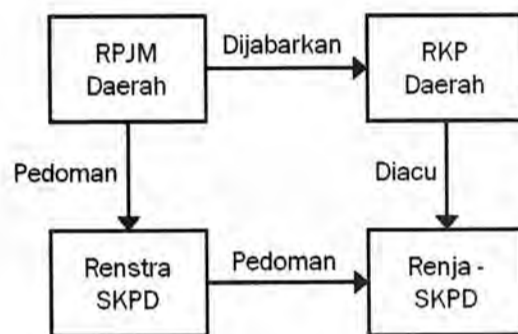 RPJM
Daerah
Dijabarkan
RKP
Daerah
Pedoman
Diacu
Renstra
SKPD
Pedoman
Renja -
SKPD